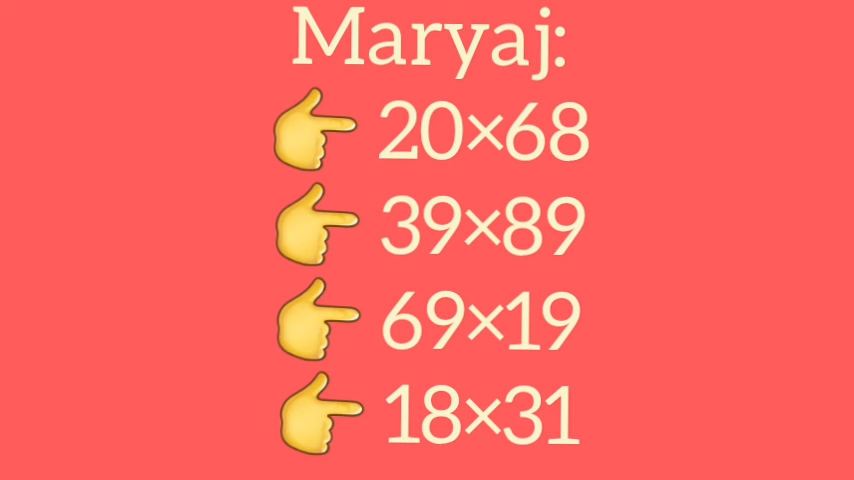 Maryaj:
👉 20×68
👉 39×89
👉 69×19
👉 18×31